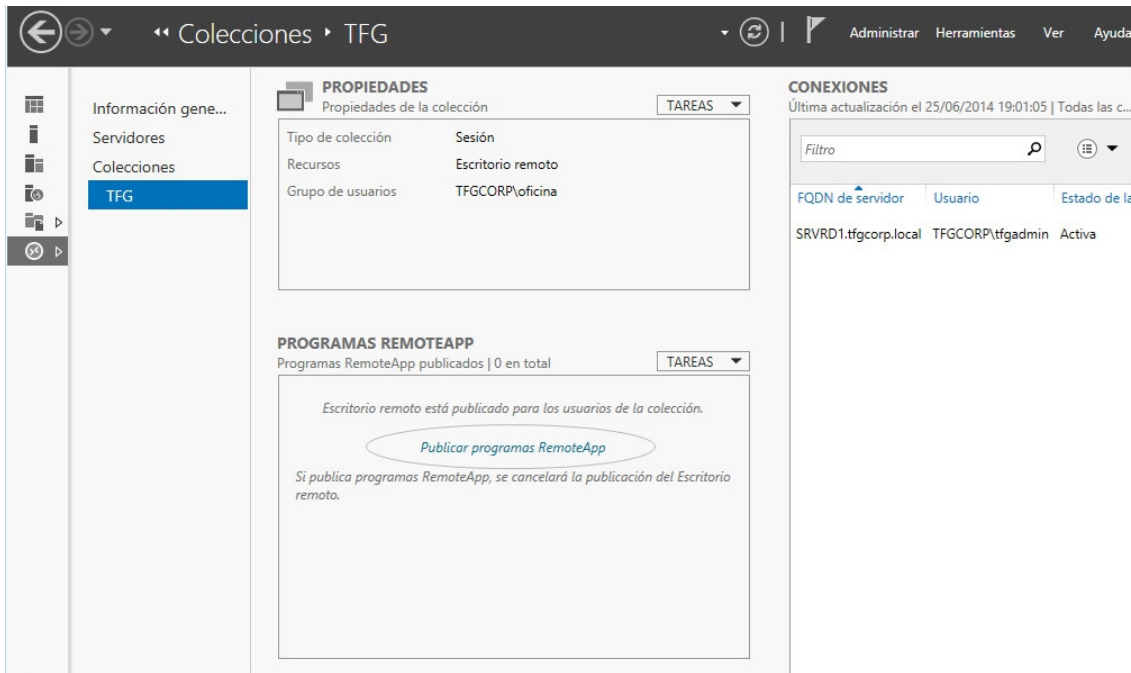 Colecciones TFG
Administrar Herramientas Ver Ayuda
Información gene...
Servidores
Colecciones
TFG
PROPIEDADES
Propiedades de la colección
TAREAS
Tipo de colección Sesión
Recursos Escritorio remoto
Grupo de usuarios TFGCORP\oficina
PROGRAMAS REMOTEAPP
Programas RemoteApp publicados | 0 en total
TAREAS
Escritorio remoto está publicado para los usuarios de la colección.
Publicar programas RemoteApp
Si publica programas RemoteApp, se cancelará la publicación del Escritorio
remoto.
CONEXIONES
Última actualización el 25/06/2014 19:01:05 | Todas las c...
Filtro
FQDN de servidor Usuario Estado de la
SRVRD1.tfgcorp.local TFGCORP\tfgadmin Activa